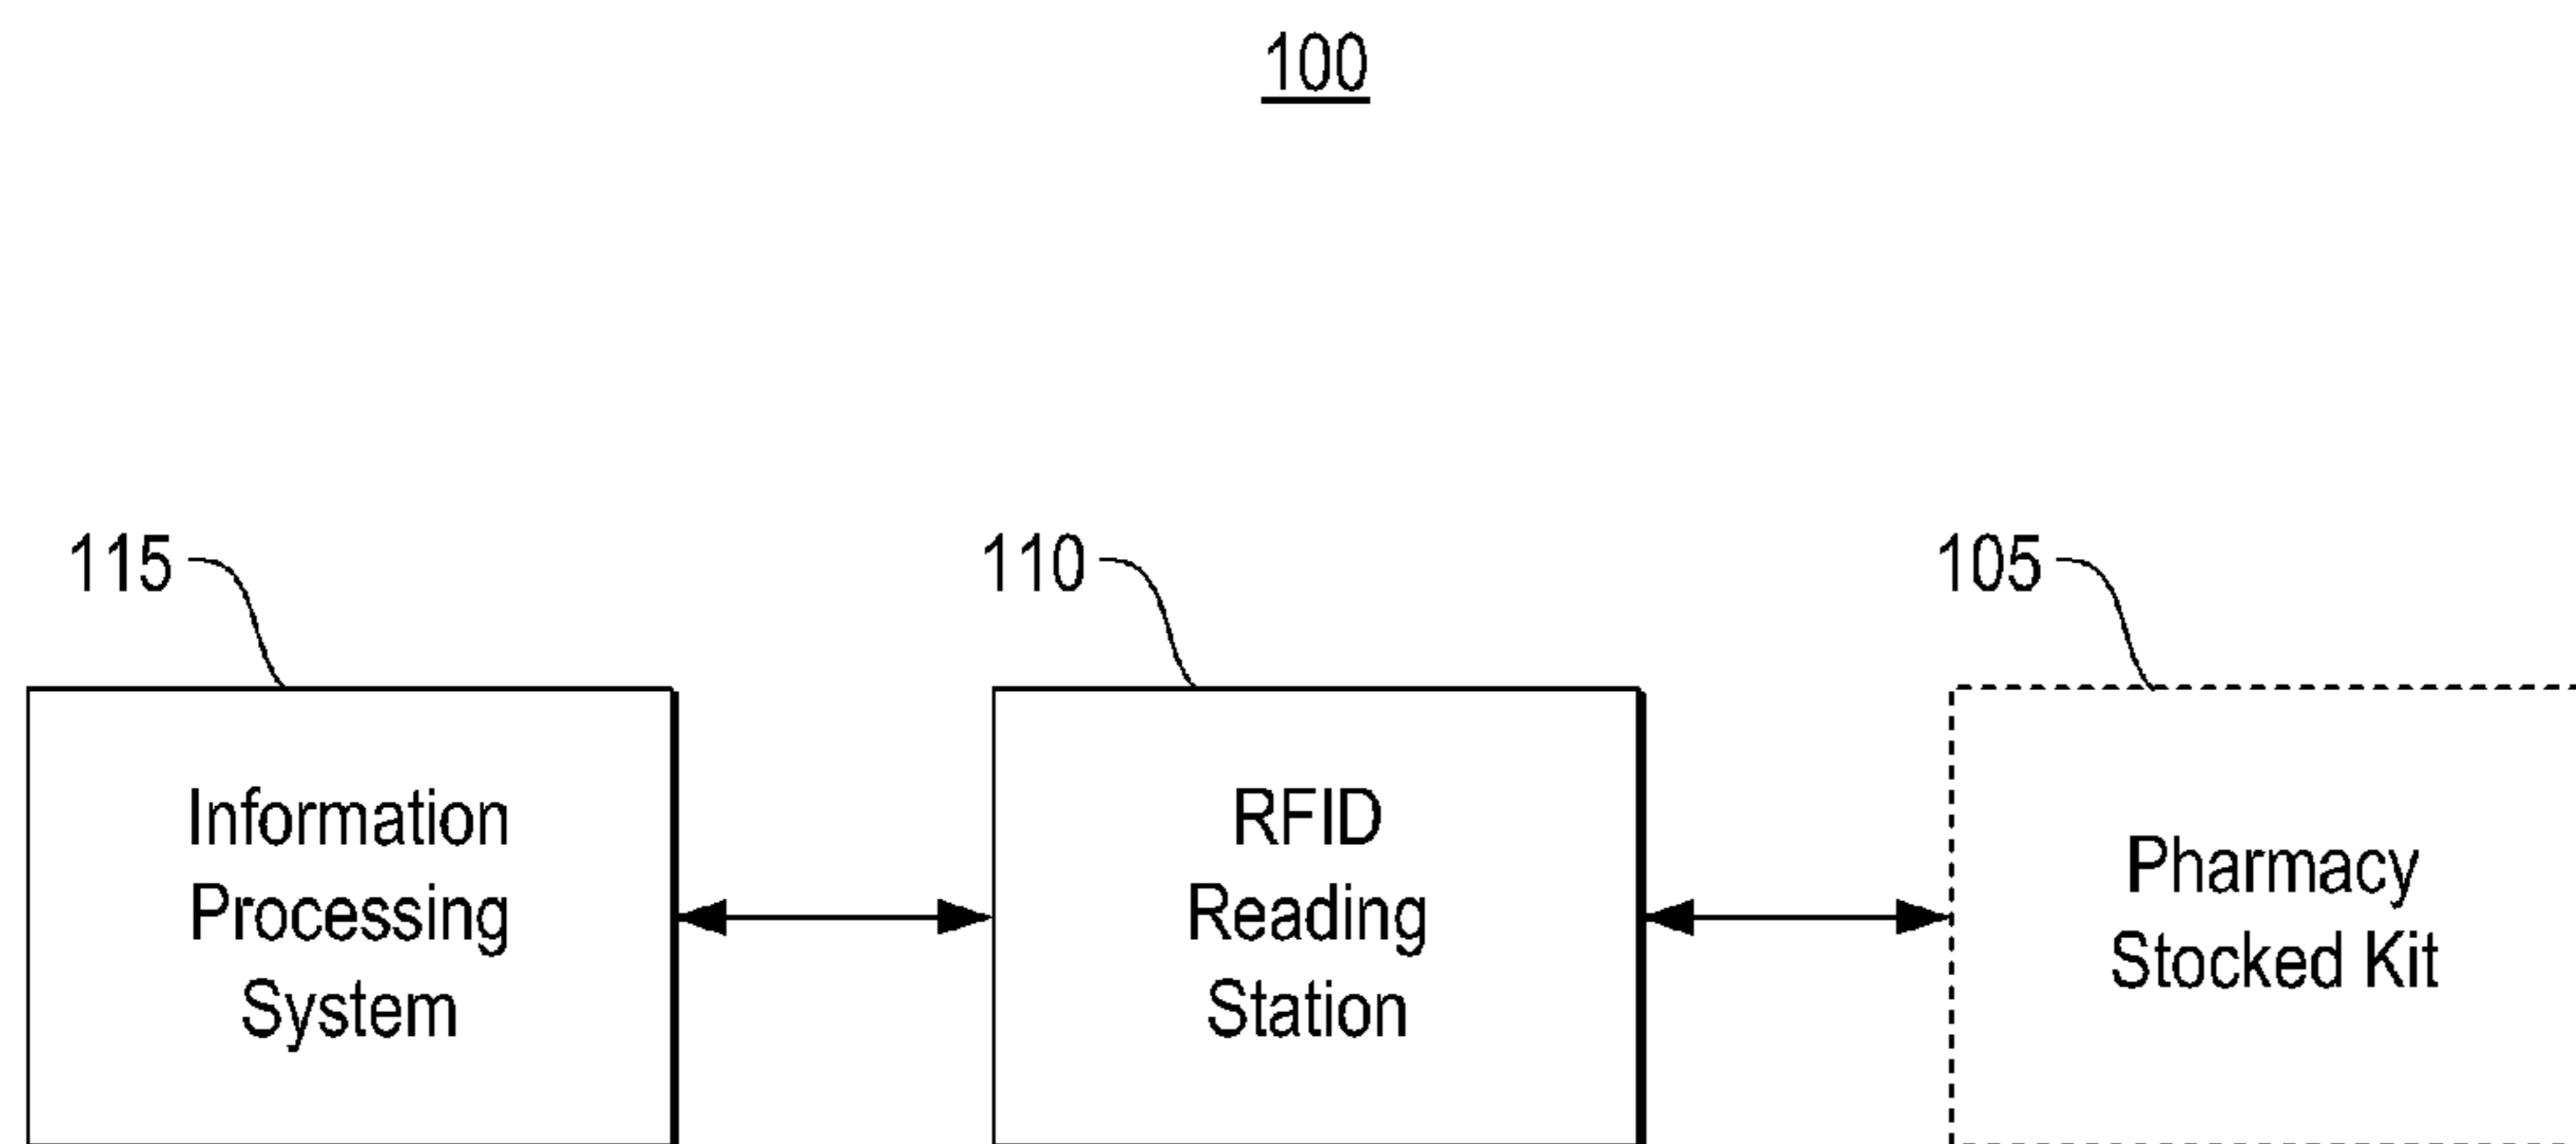 100
115
110
105
Information
Processing
System
RFID
Reading
Station
Pharmacy
Stocked Kit